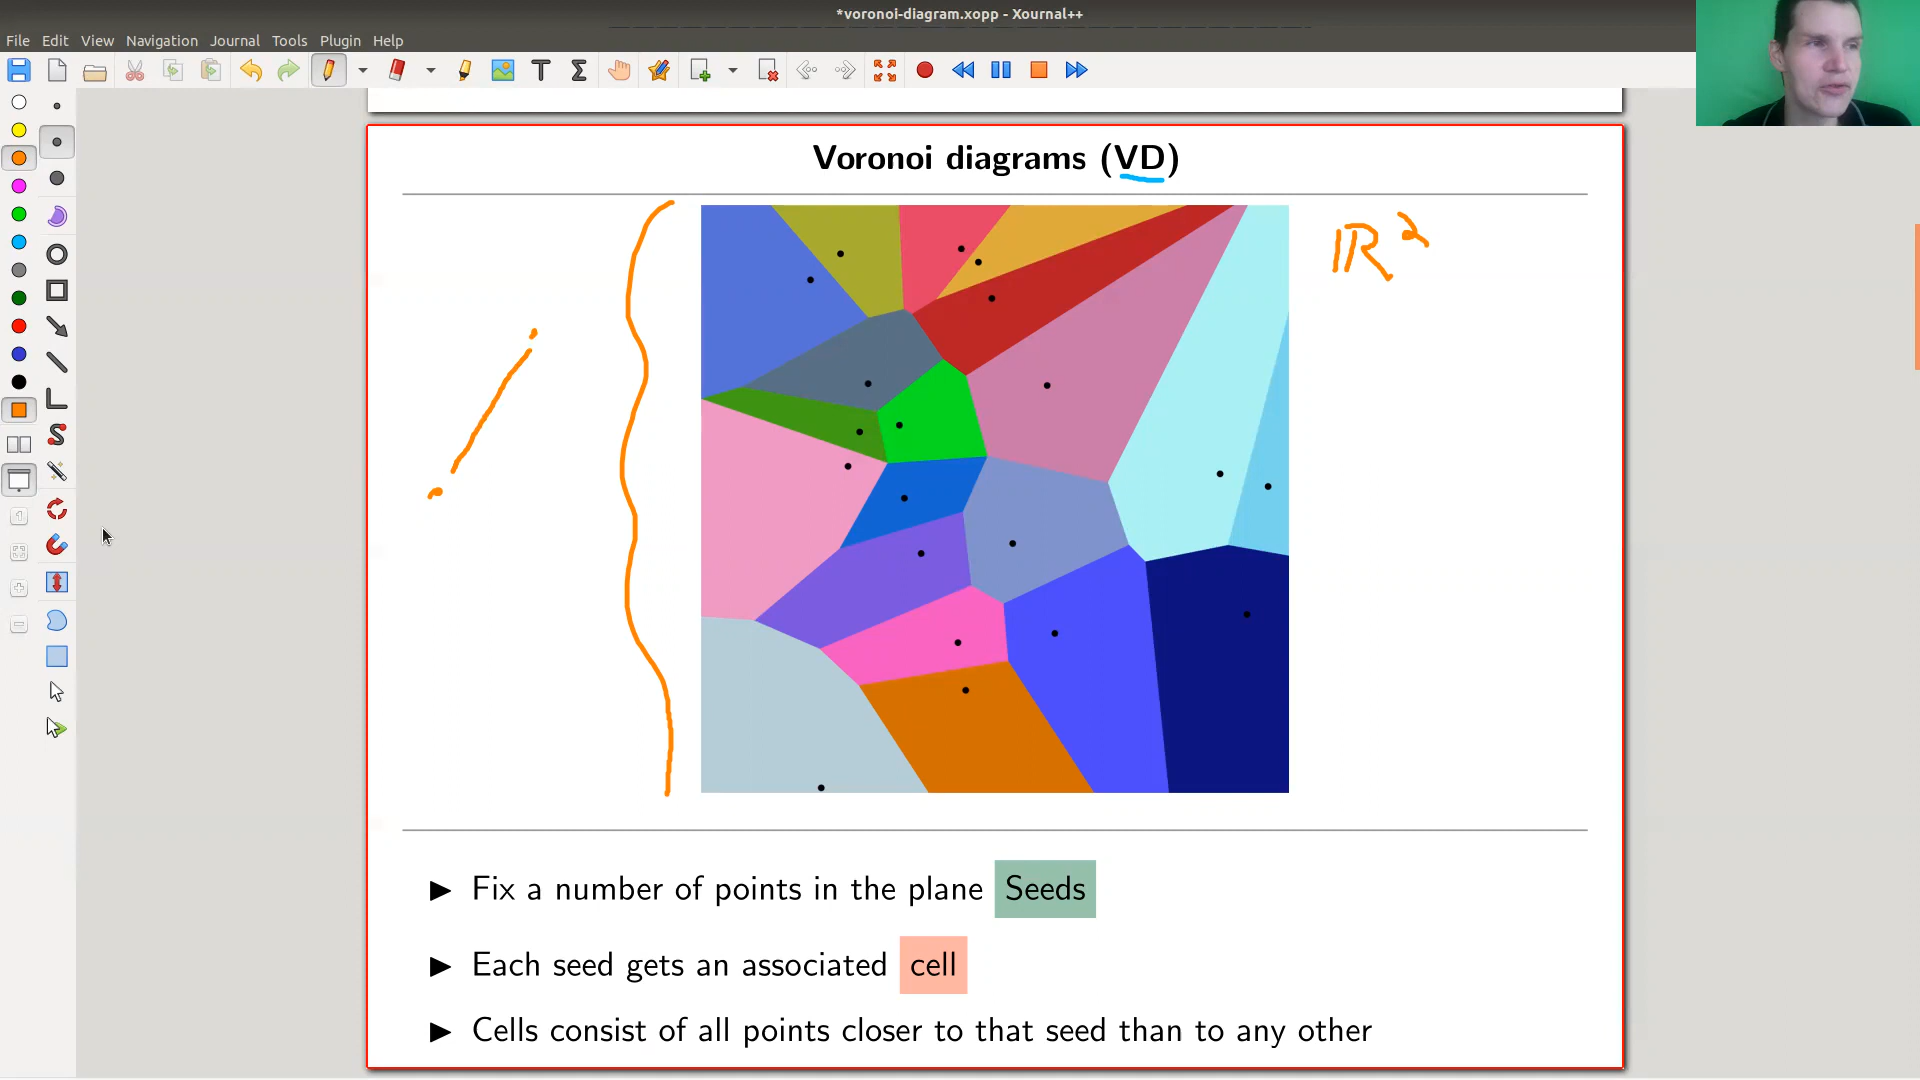 *voronoi-diagram.xopp - Xournal++
File Edit View Navigation Journal Tools Plugin Help
Voronoi diagrams (VD)
ℝ²
▶ Fix a number of points in the plane Seeds
▶ Each seed gets an associated cell
▶ Cells consist of all points closer to that seed than to any other